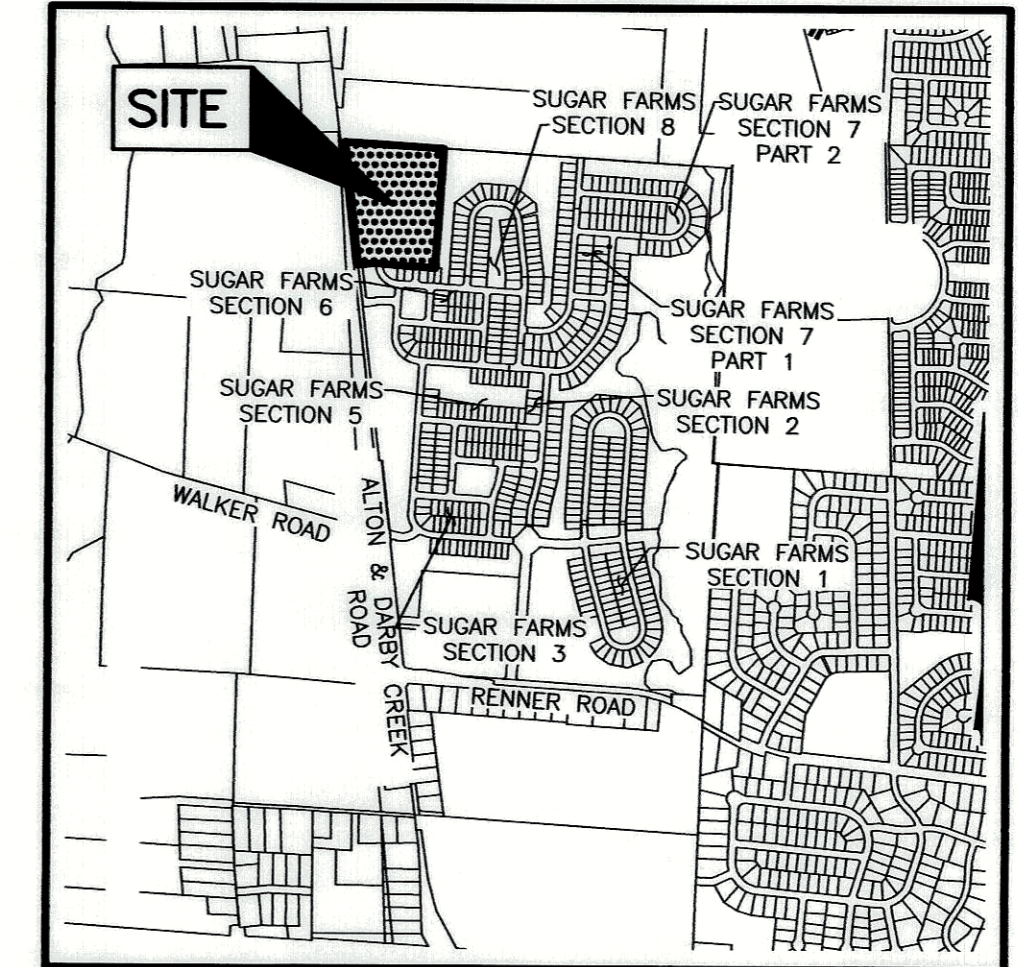 SITE
SUGAR FARMS
SECTION 8
SUGAR FARMS
SECTION 7
PART 2
SUGAR FARMS
SECTION 6
SUGAR FARMS
SECTION 7
PART 1
SUGAR FARMS
SECTION 5
SUGAR FARMS
SECTION 2
WALKER ROAD
ALTON & DARBY CREEK
ROAD
SUGAR FARMS
SECTION 1
SUGAR FARMS
SECTION 3
RENNER ROAD